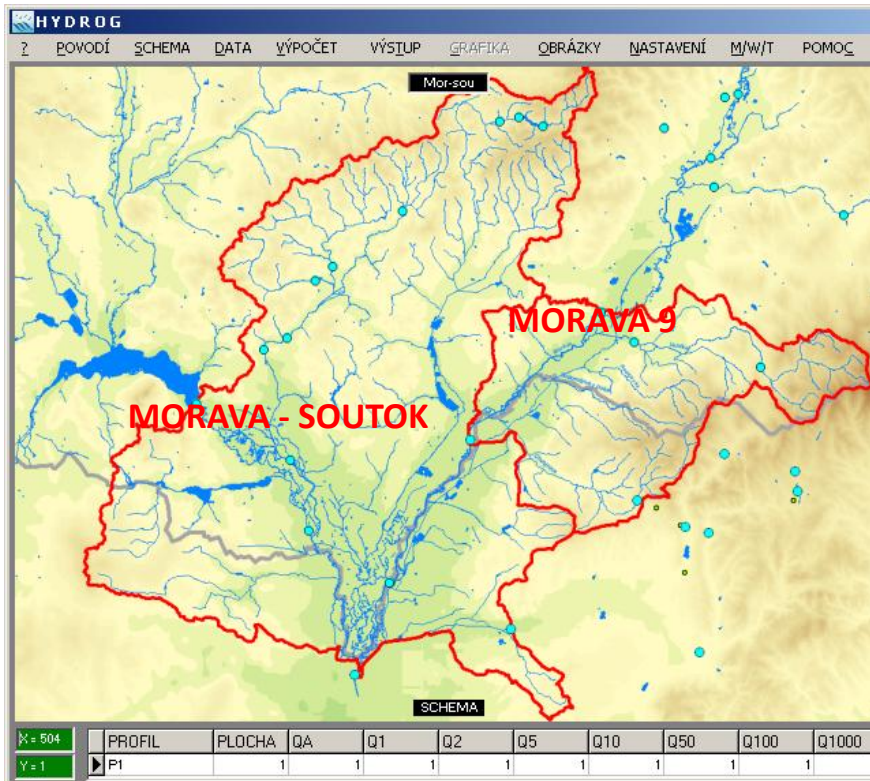 HYDROG
? POVODÍ SCHEMA DATA VÝPOČET VÝSTUP GRAFIKA OBRÁZKY NASTAVENÍ M/W/T POMOC
Mor-sou
MORAVA 9
MORAVA - SOUTOK
SCHEMA
X = 504 PROFIL PLOCHA QA Q1 Q2 Q5 Q10 Q50 Q100 Q1000
Y = 1 P1 1 1 1 1 1 1 1 1